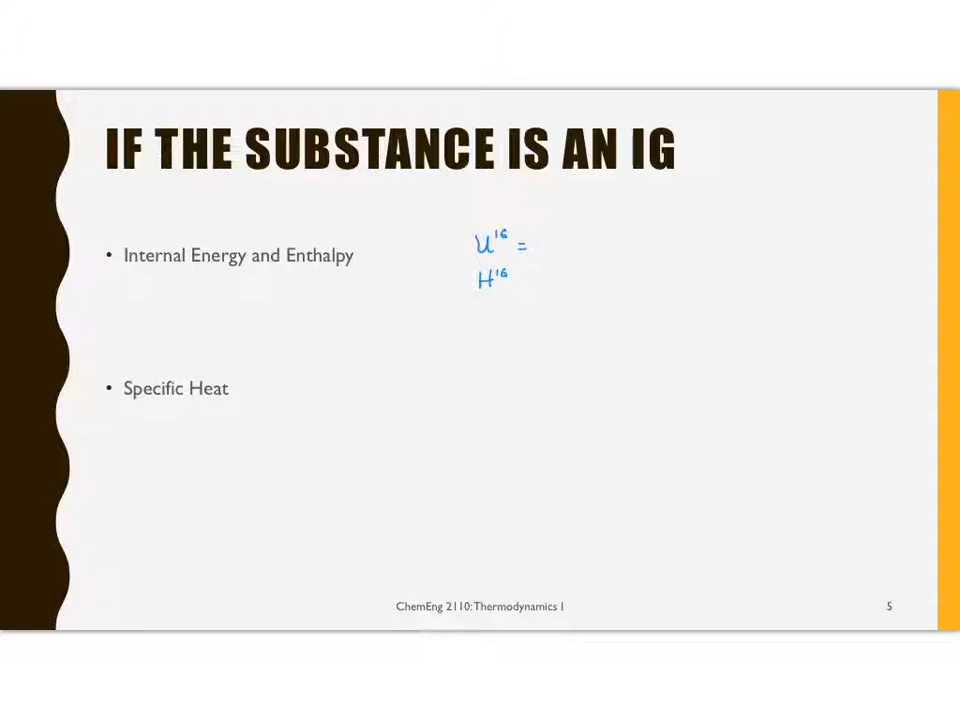 IF THE SUBSTANCE IS AN IG
• Internal Energy and Enthalpy
U^IG =
H^IG
• Specific Heat
ChemEng 2110: Thermodynamics I
5